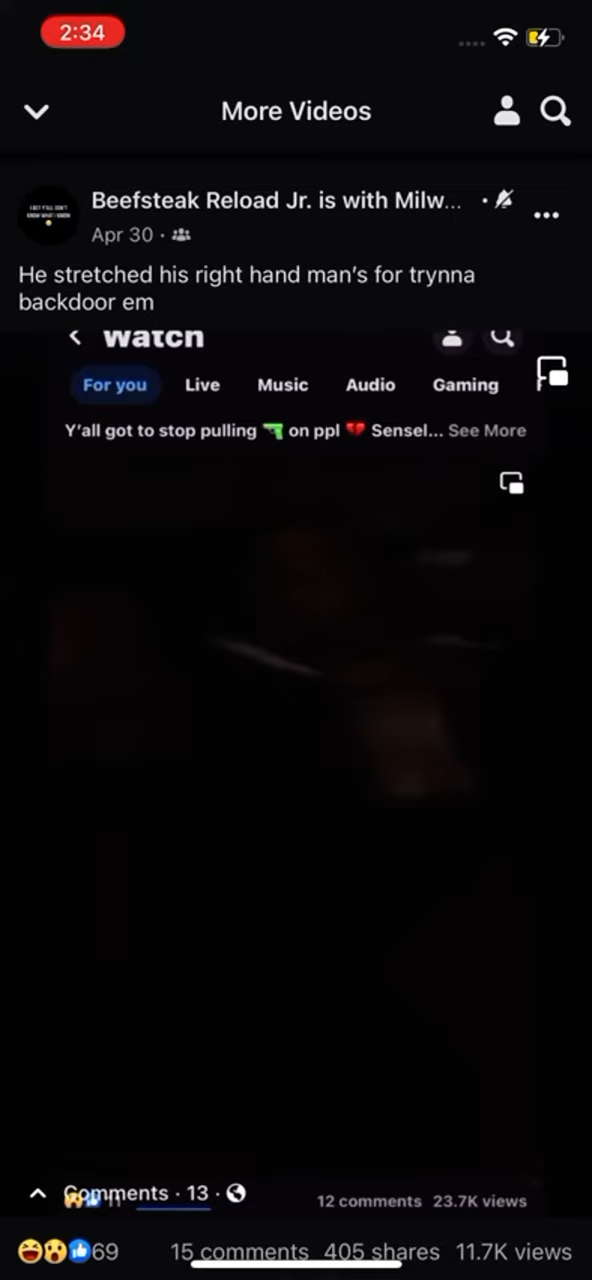 2:34
More Videos
Beefsteak Reload Jr. is with Milw...
Apr 30
He stretched his right hand man's for trynna
backdoor em
Watch
For you Live Music Audio Gaming
Y'all got to stop pulling 🔫 on ppl 💔 Sensel... See More
Comments · 13
12 comments 23.7K views
69 15 comments 405 shares 11.7K views